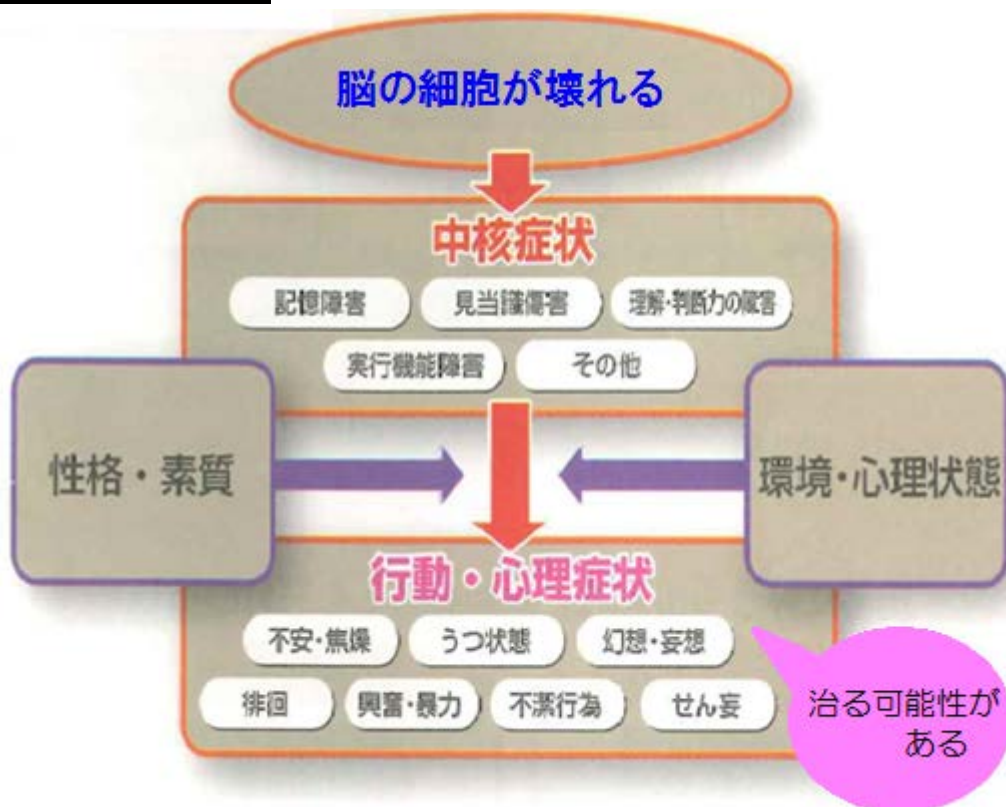 脳の細胞が壊れる
中核症状
記憶障害
見当識傷害
理解・判断力の障害
実行機能障害
その他
性格・素質
環境・心理状態
行動・心理症状
不安・焦燥
うつ状態
幻想・妄想
徘徊
興奮・暴力
不潔行為
せん妄
治る可能性が
ある